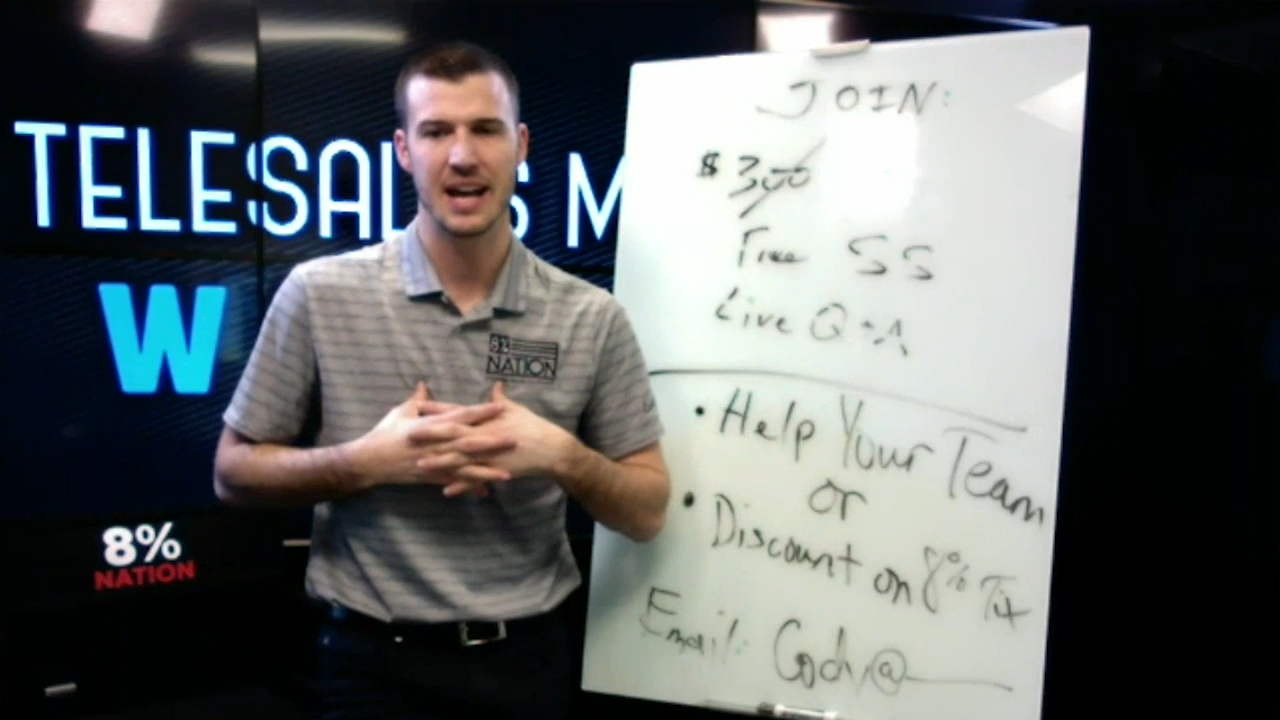 TELESALES M
W
8%
NATION
8%
NATION
JOIN:
$300
Free SS
Live Q+A
• Help Your Team
or
• Discount on 8% Tix
Email: Cody@